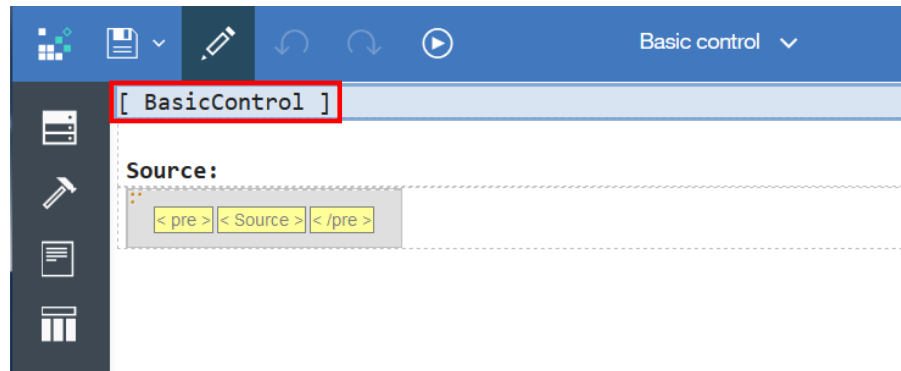 Basic control
[ BasicControl ]
Source:
< pre > < Source > < /pre >